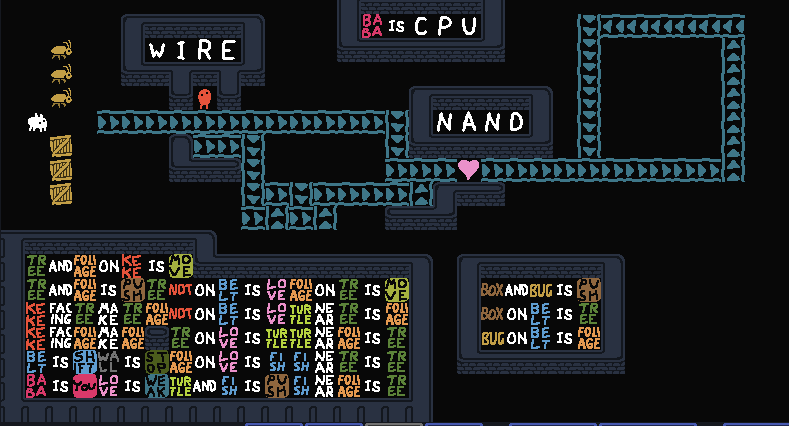 BABA IS CPU
WIRE
NAND
TREE AND FOLIAGE ON KEKE IS MOVE
TREE AND FOLIAGE IS PUSH TREE NOT ON BELT IS LOVE FOLIAGE ON TREE IS MOVE
KEKE FACING TREE MAKE TREE FOLIAGE NOT ON BELT IS LOVE TURTLE NEAR TREE IS FOLIAGE
KEKE FACING FOLIAGE MAKE FOLIAGE TREE ON LOVE IS TURTLE TURTLE NEAR FOLIAGE IS TREE
BELT IS SHIFT WALL IS STOP FOLIAGE ON LOVE IS FISH FISH NEAR TREE IS TREE
BABA IS YOU LOVE IS WEAK TURTLE AND FISH IS PUSH FISH NEAR FOLIAGE IS TREE
BOX AND BUG IS PUSH
BOX ON BELT IS TREE
BUG ON BELT IS FOLIAGE